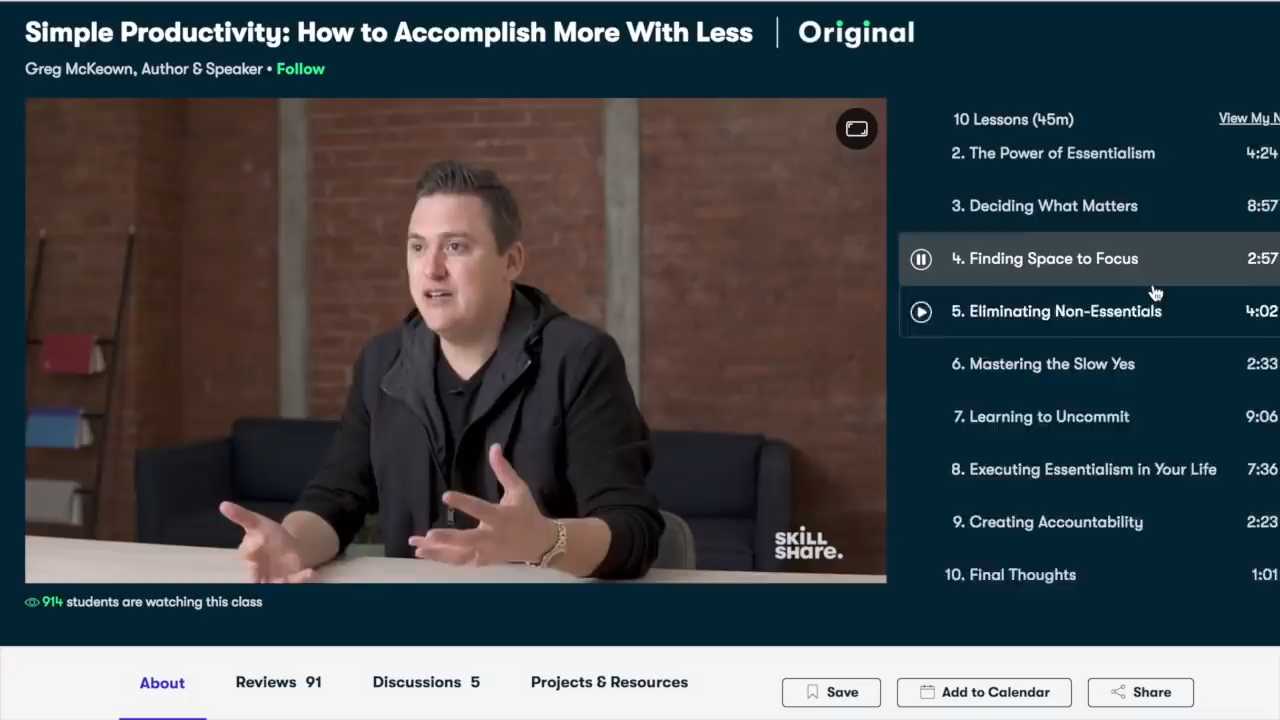 Simple Productivity: How to Accomplish More With Less | Original
Greg McKeown, Author & Speaker • Follow
10 Lessons (45m) View My N
2. The Power of Essentialism 4:24
3. Deciding What Matters 8:57
4. Finding Space to Focus 2:57
5. Eliminating Non-Essentials 4:02
6. Mastering the Slow Yes 2:33
7. Learning to Uncommit 9:06
8. Executing Essentialism in Your Life 7:36
9. Creating Accountability 2:23
10. Final Thoughts 1:01
SKILL
SHARE.
914 students are watching this class
About Reviews 91 Discussions 5 Projects & Resources Save Add to Calendar Share